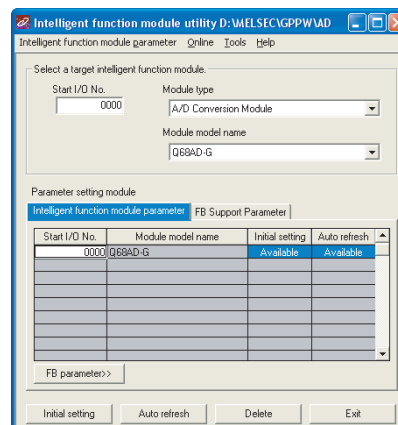 Intelligent function module utility D:\MELSEC\GPPW\AD
Intelligent function module parameter Online Tools Help
Select a target intelligent function module.
Start I/O No. Module type
0000 A/D Conversion Module
Module model name
Q68AD-G
Parameter setting module
Intelligent function module parameter FB Support Parameter
Start I/O No. Module model name Initial setting Auto refresh
0000 Q68AD-G Available Available
FB parameter>>
Initial setting Auto refresh Delete Exit